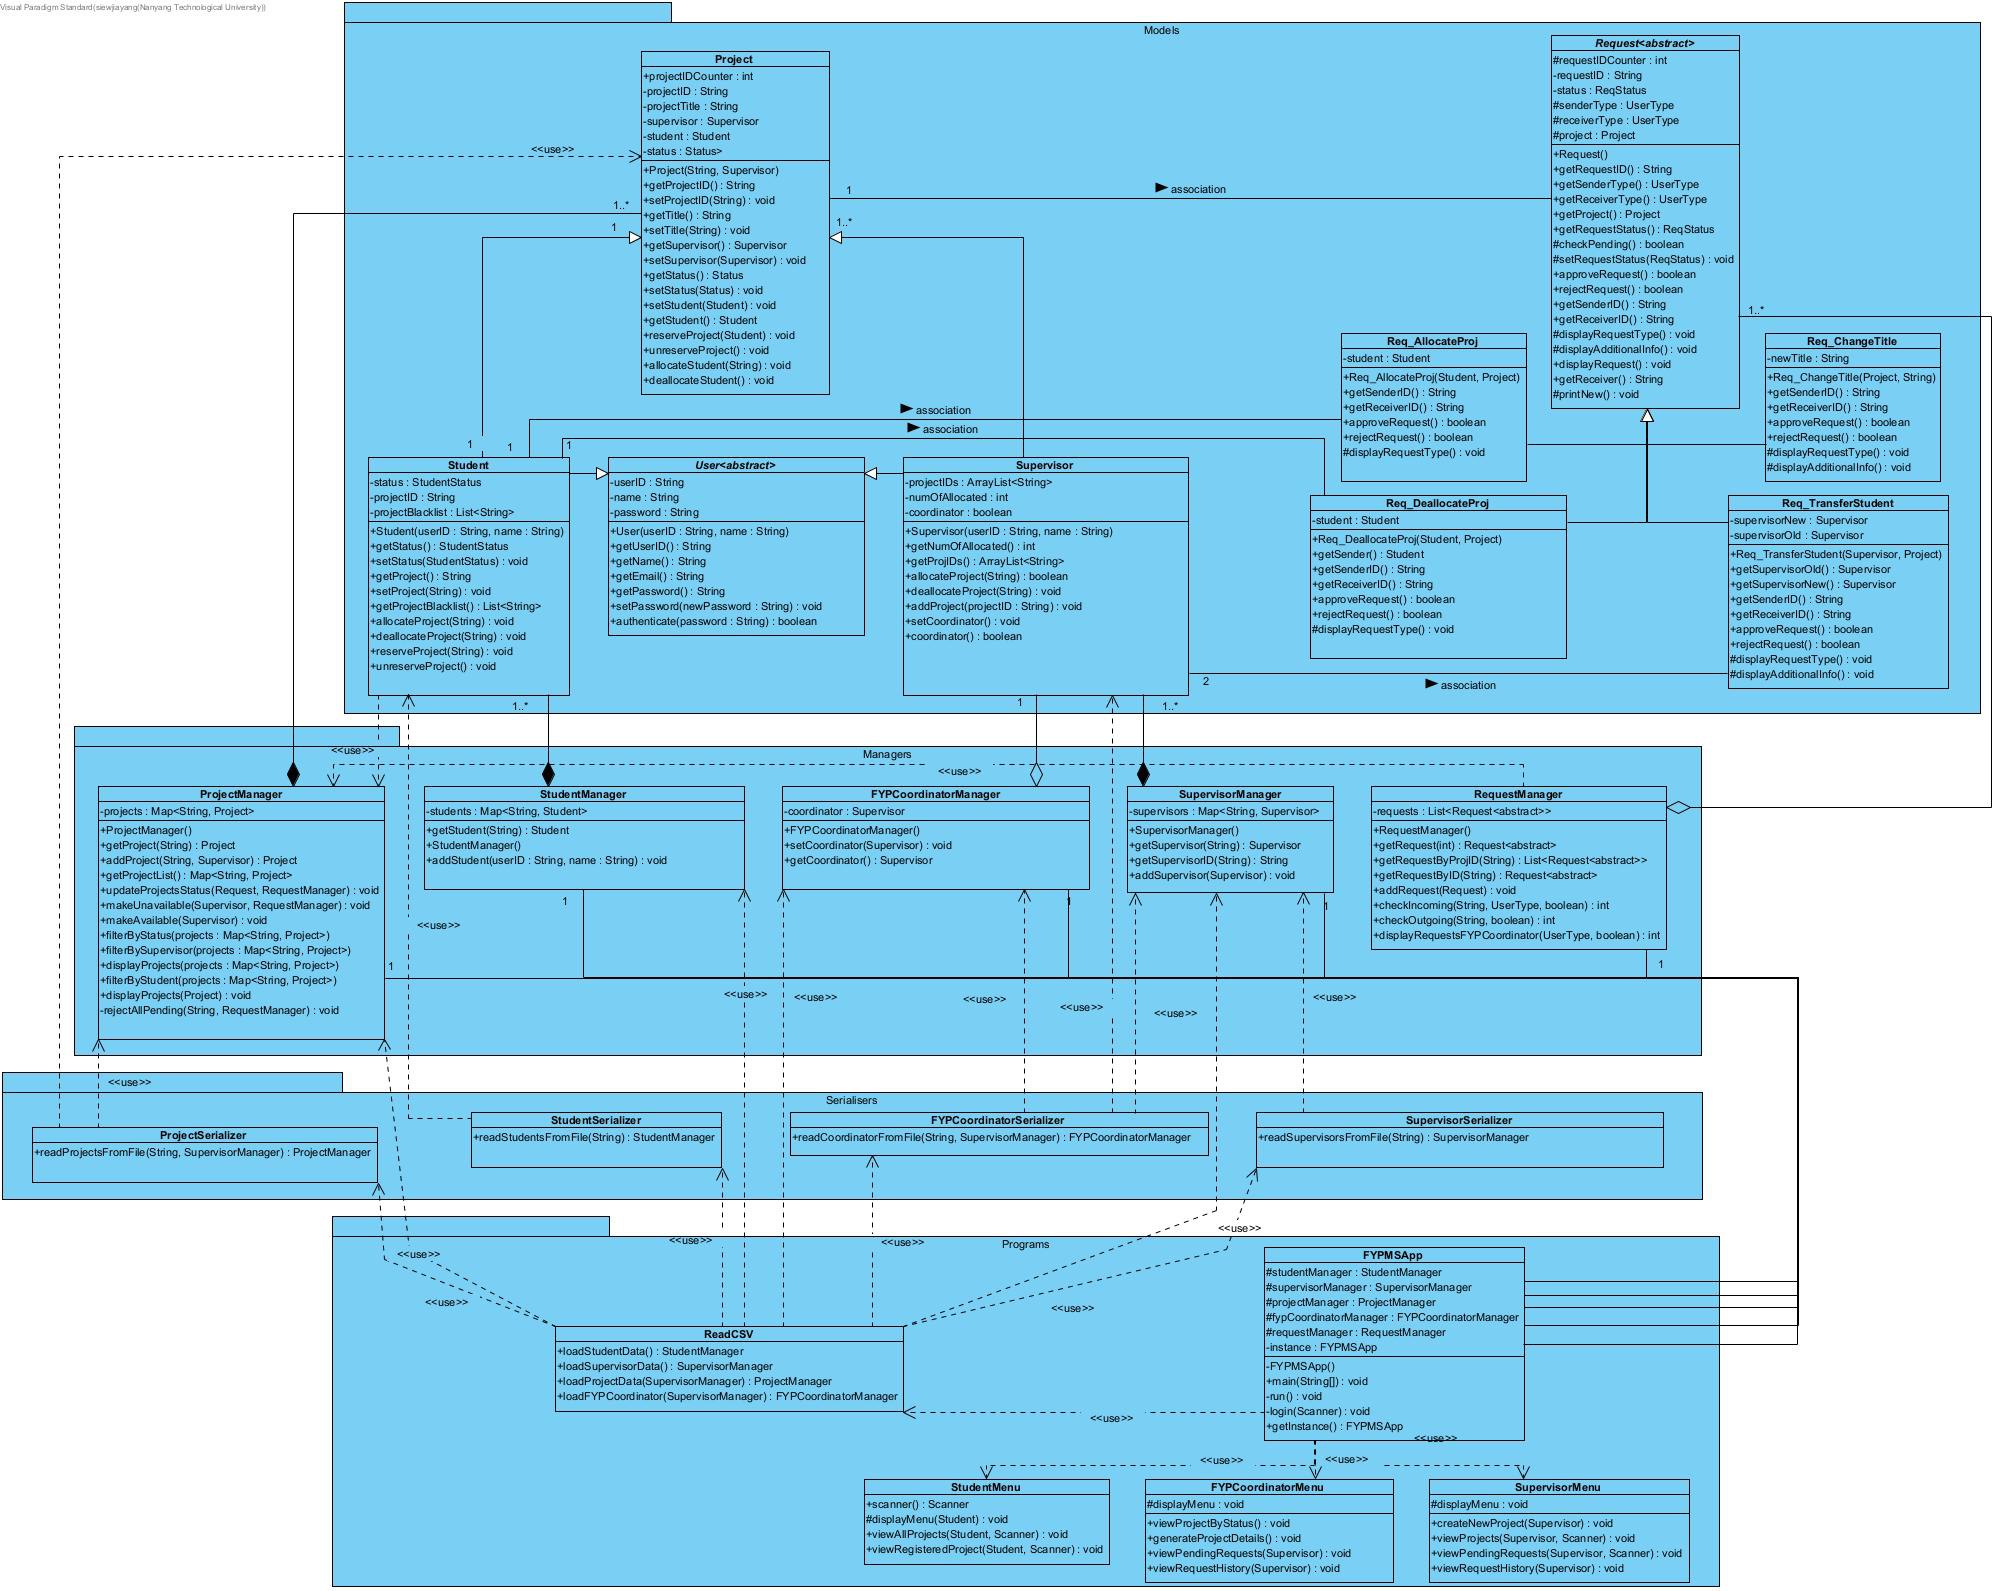 Visual Paradigm Standard(siewjiayang(Nanyang Technological University))
Models
Project
+projectIDCounter : int
-projectID : String
-projectTitle : String
-supervisor : Supervisor
-student : Student
-status : Status>
+Project(String, Supervisor)
+getProjectID() : String
+setProjectID(String) : void
+getTitle() : String
+setTitle(String) : void
+getSupervisor() : Supervisor
+setSupervisor(Supervisor) : void
+getStatus() : Status
+setStatus(Status) : void
+setStudent(Student) : void
+getStudent() : Student
+reserveProject(Student) : void
+unreserveProject() : void
+allocateStudent(String) : void
+deallocateStudent() : void
Request<abstract>
#requestIDCounter : int
-requestID : String
-status : ReqStatus
#senderType : UserType
#receiverType : UserType
#project : Project
+Request()
+getRequestID() : String
+getSenderType() : UserType
+getReceiverType() : UserType
+getProject() : Project
+getRequestStatus() : ReqStatus
#checkPending() : boolean
#setRequestStatus(ReqStatus) : void
+approveRequest() : boolean
+rejectRequest() : boolean
+getSenderID() : String
+getReceiverID() : String
#displayRequestType() : void
#displayAdditionalInfo() : void
+displayRequest() : void
+getReceiver() : String
#printNew() : void
<<use>>
1
association
1..*
1
1..*
1..*
Req_AllocateProj
-student : Student
+Req_AllocateProj(Student, Project)
+getSenderID() : String
+getReceiverID() : String
+approveRequest() : boolean
+rejectRequest() : boolean
#displayRequestType() : void
Req_ChangeTitle
-newTitle : String
+Req_ChangeTitle(Project, String)
+getSenderID() : String
+getReceiverID() : String
+approveRequest() : boolean
+rejectRequest() : boolean
#displayRequestType() : void
#displayAdditionalInfo() : void
association
association
1
1
1
Student
-status : StudentStatus
-projectID : String
-projectBlacklist : List<String>
+Student(userID : String, name : String)
+getStatus() : StudentStatus
+setStatus(StudentStatus) : void
+getProject() : String
+setProject(String) : void
+getProjectBlacklist() : List<String>
+allocateProject(String) : void
+deallocateProject(String) : void
+reserveProject(String) : void
+unreserveProject() : void
User<abstract>
-userID : String
-name : String
-password : String
+User(userID : String, name : String)
+getUserID() : String
+getName() : String
+getEmail() : String
+getPassword() : String
+setPassword(newPassword : String) : void
+authenticate(password : String) : boolean
Supervisor
-projectIDs : ArrayList<String>
-numOfAllocated : int
-coordinator : boolean
+Supervisor(userID : String, name : String)
+getNumOfAllocated() : int
+getProjIDs() : ArrayList<String>
+allocateProject(String) : boolean
+deallocateProject(String) : void
+addProject(projectID : String) : void
+setCoordinator() : void
+coordinator() : boolean
Req_DeallocateProj
-student : Student
+Req_DeallocateProj(Student, Project)
+getSender() : Student
+getSenderID() : String
+getReceiverID() : String
+approveRequest() : boolean
+rejectRequest() : boolean
#displayRequestType() : void
Req_TransferStudent
-supervisorNew : Supervisor
-supervisorOld : Supervisor
+Req_TransferStudent(Supervisor, Project)
+getSupervisorOld() : Supervisor
+getSupervisorNew() : Supervisor
+getSenderID() : String
+getReceiverID() : String
+approveRequest() : boolean
+rejectRequest() : boolean
#displayRequestType() : void
#displayAdditionalInfo() : void
2
association
1..*
1
1..*
Managers
<<use>>
<<use>>
ProjectManager
-projects : Map<String, Project>
+ProjectManager()
+getProject(String) : Project
+addProject(String, Supervisor) : Project
+getProjectList() : Map<String, Project>
+updateProjectsStatus(Request, RequestManager) : void
+makeUnavailable(Supervisor, RequestManager) : void
+makeAvailable(Supervisor) : void
+filterByStatus(projects : Map<String, Project>)
+filterBySupervisor(projects : Map<String, Project>)
+displayProjects(projects : Map<String, Project>)
+filterByStudent(projects : Map<String, Project>)
+displayProjects(Project) : void
-rejectAllPending(String, RequestManager) : void
StudentManager
-students : Map<String, Student>
+getStudent(String) : Student
+StudentManager()
+addStudent(userID : String, name : String) : void
FYPCoordinatorManager
-coordinator : Supervisor
+FYPCoordinatorManager()
+setCoordinator(Supervisor) : void
+getCoordinator() : Supervisor
SupervisorManager
-supervisors : Map<String, Supervisor>
+SupervisorManager()
+getSupervisor(String) : Supervisor
+getSupervisorID(String) : String
+addSupervisor(Supervisor) : void
RequestManager
-requests : List<Request<abstract>>
+RequestManager()
+getRequest(int) : Request<abstract>
+getRequestByProjID(String) : List<Request<abstract>>
+getRequestByID(String) : Request<abstract>
+addRequest(Request) : void
+checkIncoming(String, UserType, boolean) : int
+checkOutgoing(String, boolean) : int
+displayRequestsFYPCoordinator(UserType, boolean) : int
1
1
1
<<use>>
1
1
<<use>>
<<use>>
<<use>>
<<use>>
<<use>>
<<use>>
<<use>>
Serialisers
ProjectSerializer
+readProjectsFromFile(String, SupervisorManager) : ProjectManager
StudentSerializer
+readStudentsFromFile(String) : StudentManager
FYPCoordinatorSerializer
+readCoordinatorFromFile(String, SupervisorManager) : FYPCoordinatorManager
SupervisorSerializer
+readSupervisorsFromFile(String) : SupervisorManager
<<use>>
<<use>>
<<use>>
Programs
<<use>>
<<use>>
<<use>>
ReadCSV
+loadStudentData() : StudentManager
+loadSupervisorData() : SupervisorManager
+loadProjectData(SupervisorManager) : ProjectManager
+loadFYPCoordinator(SupervisorManager) : FYPCoordinatorManager
FYPMSApp
#studentManager : StudentManager
#supervisorManager : SupervisorManager
#projectManager : ProjectManager
#fypCoordinatorManager : FYPCoordinatorManager
#requestManager : RequestManager
-instance : FYPMSApp
-FYPMSApp()
+main(String[]) : void
-run() : void
-login(Scanner) : void
+getInstance() : FYPMSApp
<<use>>
<<use>>
<<use>>
<<use>>
StudentMenu
+scanner() : Scanner
#displayMenu(Student) : void
+viewAllProjects(Student, Scanner) : void
+viewRegisteredProject(Student, Scanner) : void
FYPCoordinatorMenu
#displayMenu : void
+viewProjectByStatus() : void
+generateProjectDetails() : void
+viewPendingRequests(Supervisor) : void
+viewRequestHistory(Supervisor) : void
SupervisorMenu
#displayMenu : void
+createNewProject(Supervisor) : void
+viewProjects(Supervisor, Scanner) : void
+viewPendingRequests(Supervisor, Scanner) : void
+viewRequestHistory(Supervisor) : void